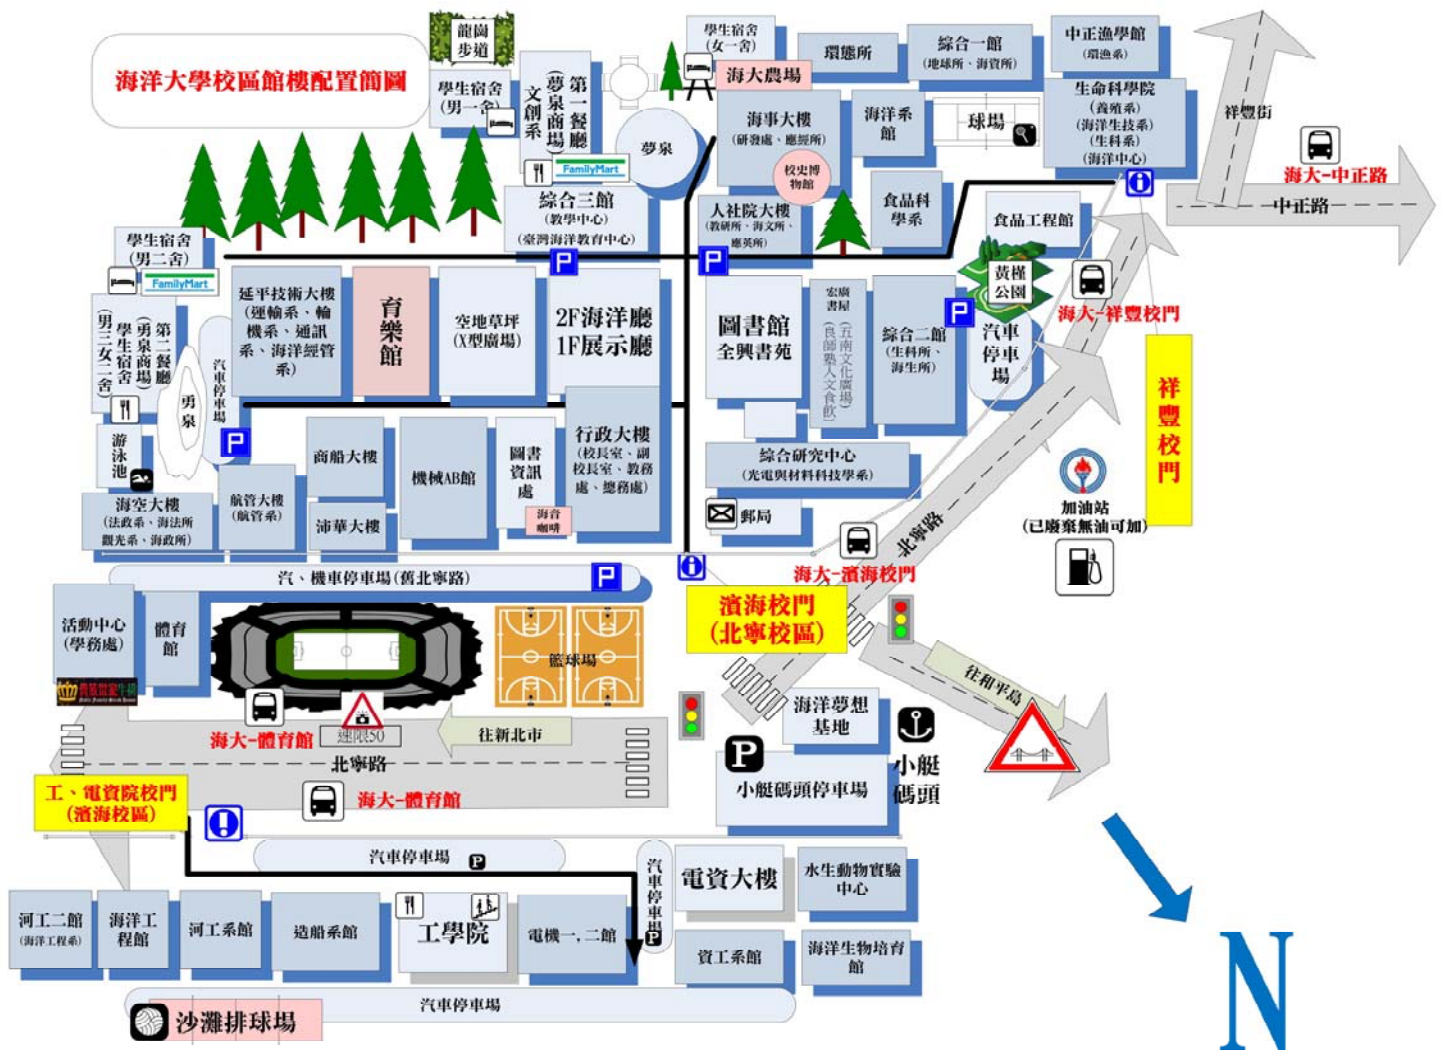 海洋大學校區館樓配置簡圖
龍崗
步道
學生宿舍
(男一舍)
第一餐廳
(夢泉商場)
文創系
FamilyMart
夢泉
綜合三館
(教學中心)
(臺灣海洋教育中心)
學生宿舍
(女一舍)
海大農場
環態所
綜合一館
(地球所、海資所)
中正漁學館
(環漁系)
海事大樓
(研發處、應經所)
校史博
物館
海洋系
館
球場
生命科學院
(養殖系)
(海洋生技系)
(生科系)
(海洋中心)
人社院大樓
(教研所、海文所、
應英所)
食品科
學系
食品工程館
祥豐街
海大-中正路
中正路
學生宿舍
(男二舍)
FamilyMart
第二餐廳
(勇泉商場)
學生宿舍
(男三女二舍)
勇泉
汽車停車場
延平技術大樓
(運輸系、輪
機系、通訊
系、海洋經管
系)
育
樂
館
空地草坪
(X型廣場)
2F海洋廳
1F展示廳
P
P
圖書館
全興書苑
宏廣
書屋
(五南文化廣場)
(良師塾人文食飲)
綜合二館
(生科所、
海生所)
P
黃槿
公園
汽車
停車
場
海大-祥豐校門
祥
豐
校
門
游
泳
池
P
海空大樓
(法政系、海法所
觀光系、海政所)
航管大樓
(航管系)
商船大樓
沛華大樓
機械AB館
圖書
資訊
處
海音
咖啡
行政大樓
(校長室、副
校長室、教務
處、總務處)
綜合研究中心
(光電與材料科技學系)
郵局
海大-濱海校門
北寧路
加油站
(已廢棄無油可加)
汽、機車停車場(舊北寧路)
P
濱海校門
(北寧校區)
活動中心
(學務處)
體育
館
籃球場
海大-體育館
速限50
往新北市
北寧路
海大-體育館
往和平島
海洋夢想
基地
P
小艇碼頭停車場
小艇
碼頭
工、電資院校門
(濱海校區)
汽車停車場
P
汽車停車場
P
電資大樓
水生動物實驗
中心
河工二館
(海洋工程系)
海洋工
程館
河工系館
造船系館
工學院
電機一,二館
資工系館
海洋生物培育
館
汽車停車場
沙灘排球場
N